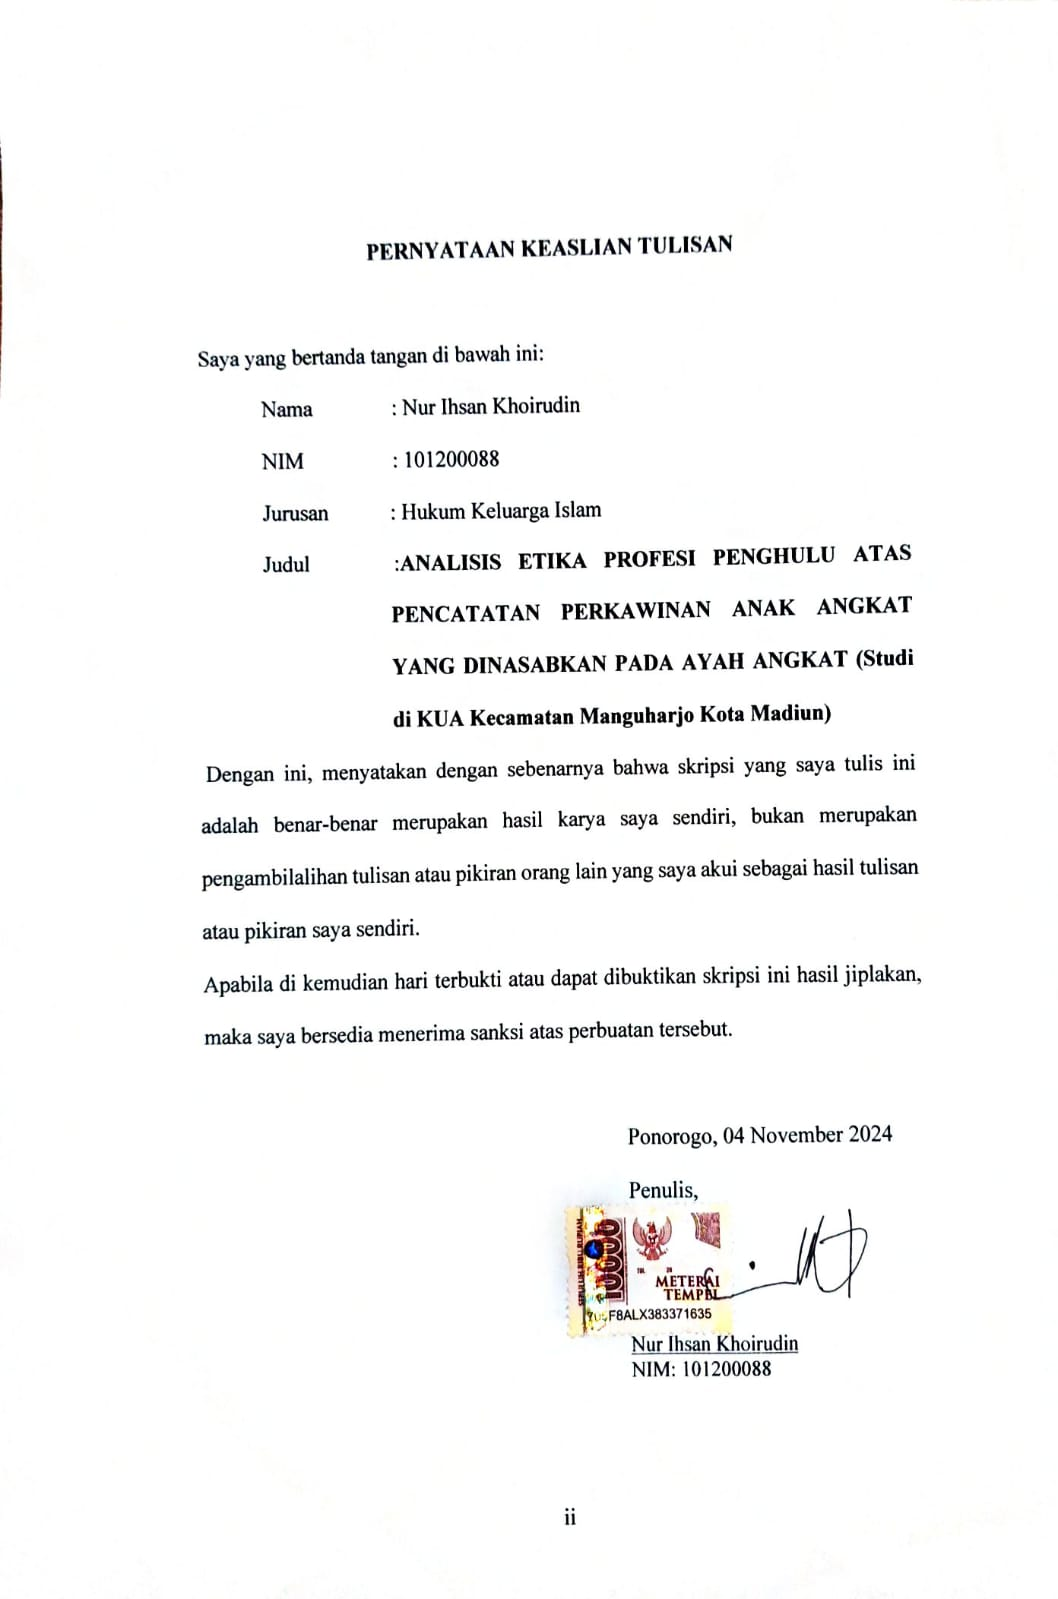 PERNYATAAN KEASLIAN TULISAN
Saya yang bertanda tangan di bawah ini:
Nama : Nur Ihsan Khoirudin
NIM : 101200088
Jurusan : Hukum Keluarga Islam
Judul :ANALISIS ETIKA PROFESI PENGHULU ATAS
PENCATATAN PERKAWINAN ANAK ANGKAT
YANG DINASABKAN PADA AYAH ANGKAT (Studi
di KUA Kecamatan Manguharjo Kota Madiun)
Dengan ini, menyatakan dengan sebenarnya bahwa skripsi yang saya tulis ini
adalah benar-benar merupakan hasil karya saya sendiri, bukan merupakan
pengambilalihan tulisan atau pikiran orang lain yang saya akui sebagai hasil tulisan
atau pikiran saya sendiri.
Apabila di kemudian hari terbukti atau dapat dibuktikan skripsi ini hasil jiplakan,
maka saya bersedia menerima sanksi atas perbuatan tersebut.
Ponorogo, 04 November 2024
Penulis,
SEPULUH RIBU RUPIAH
10000
TGL. 20
METERAI
TEMPEL
F8ALX383371635
Nur Ihsan Khoirudin
NIM: 101200088
ii